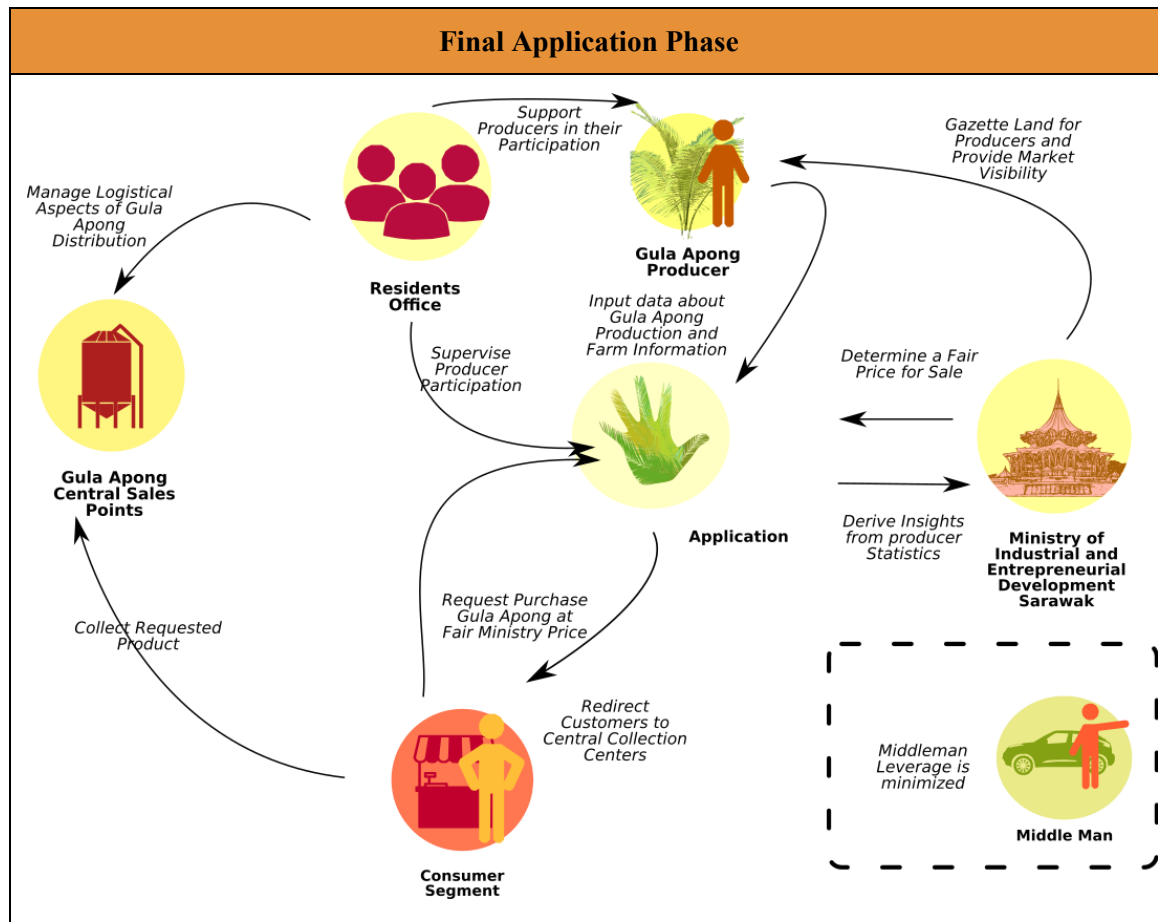 Final Application Phase
Support
Producers in their
Participation
Gazette Land for
Producers and
Provide Market
Visibility
Manage Logistical
Aspects of Gula
Apong
Distribution
Gula Apong
Producer
Residents
Office
Input data about
Gula Apong
Production and
Farm Information
Supervise
Producer
Participation
Determine a Fair
Price for Sale
Gula Apong
Central Sales
Points
Application
Derive Insights
from producer
Statistics
Ministry of
Industrial and
Entrepreneurial
Development
Sarawak
Request Purchase
Gula Apong at
Fair Ministry Price
Collect Requested
Product
Redirect
Customers to
Central Collection
Centers
Middleman
Leverage is
minimized
Middle Man
Consumer
Segment